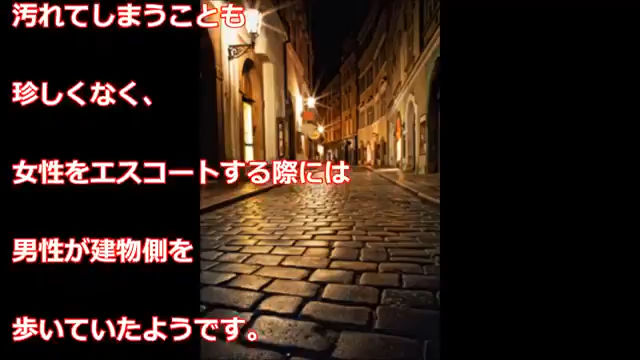 汚れてしまうことも
珍しくなく、
女性をエスコートする際には
男性が建物側を
歩いていたようです。